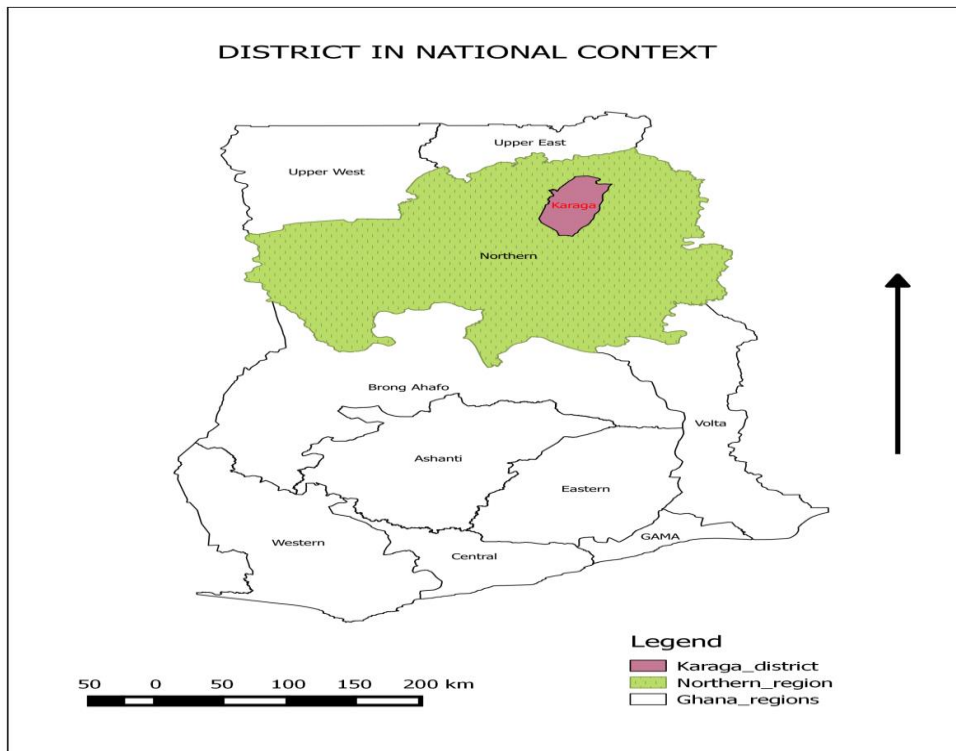 DISTRICT IN NATIONAL CONTEXT
Upper East
Upper West
Karaga
Northern
Brong Ahafo
Volta
Ashanti
Eastern
GAMA
Western
Central
Legend
Karaga_district
Northern_region
Ghana_regions
50 0 50 100 150 200 km